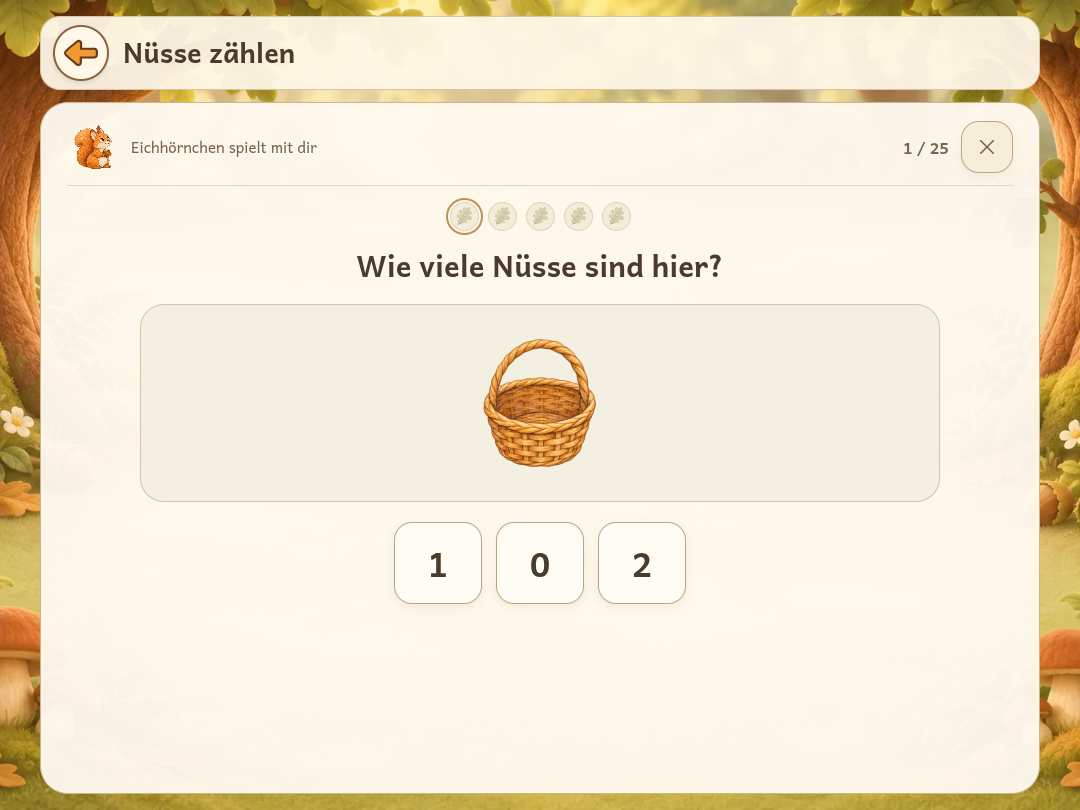 Nüsse zählen
Eichhörnchen spielt mit dir
1 / 25
Wie viele Nüsse sind hier?
1 0 2